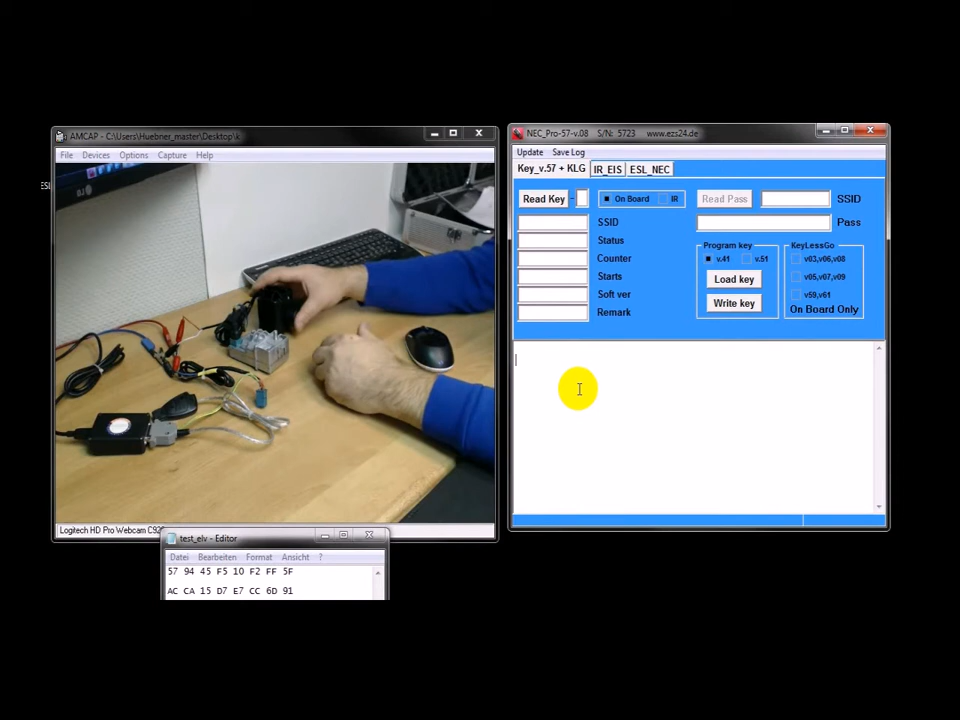 AMCAP - C:\Users\Huebner_master\Desktop\k
File Devices Options Capture Help
ESL
LG
Logitech HD Pro Webcam C920
NEC_Pro-57-v.08 S/N: 5723 www.ezs24.de
Update Save Log
Key_v.57 + KLG IR_EIS ESL_NEC
Read Key - On Board IR Read Pass SSID
SSID Pass
Status
Counter
Starts
Soft ver
Remark
Program key
v.41 v.51
Load key
Write key
KeyLessGo
v03,v06,v08
v05,v07,v09
v59,v61
On Board Only
test_elv - Editor
Datei Bearbeiten Format Ansicht ?
57 94 45 F5 10 F2 FF 5F
AC CA 15 D7 E7 CC 6D 91